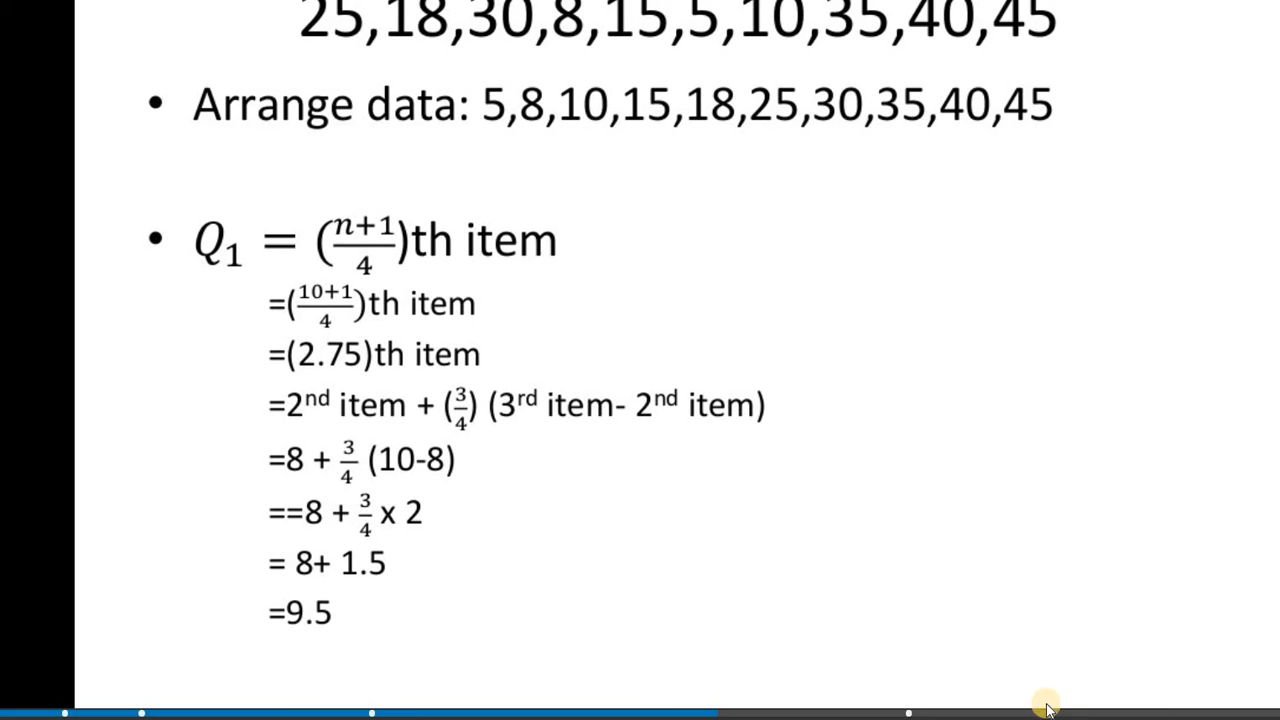 25,18,30,8,15,5,10,35,40,45
• Arrange data: 5,8,10,15,18,25,30,35,40,45
• Q₁ = (n+1/4)th item
=(10+1/4)th item
=(2.75)th item
=2nd item + (3/4) (3rd item- 2nd item)
=8 + 3/4 (10-8)
==8 + 3/4 x 2
= 8+ 1.5
=9.5